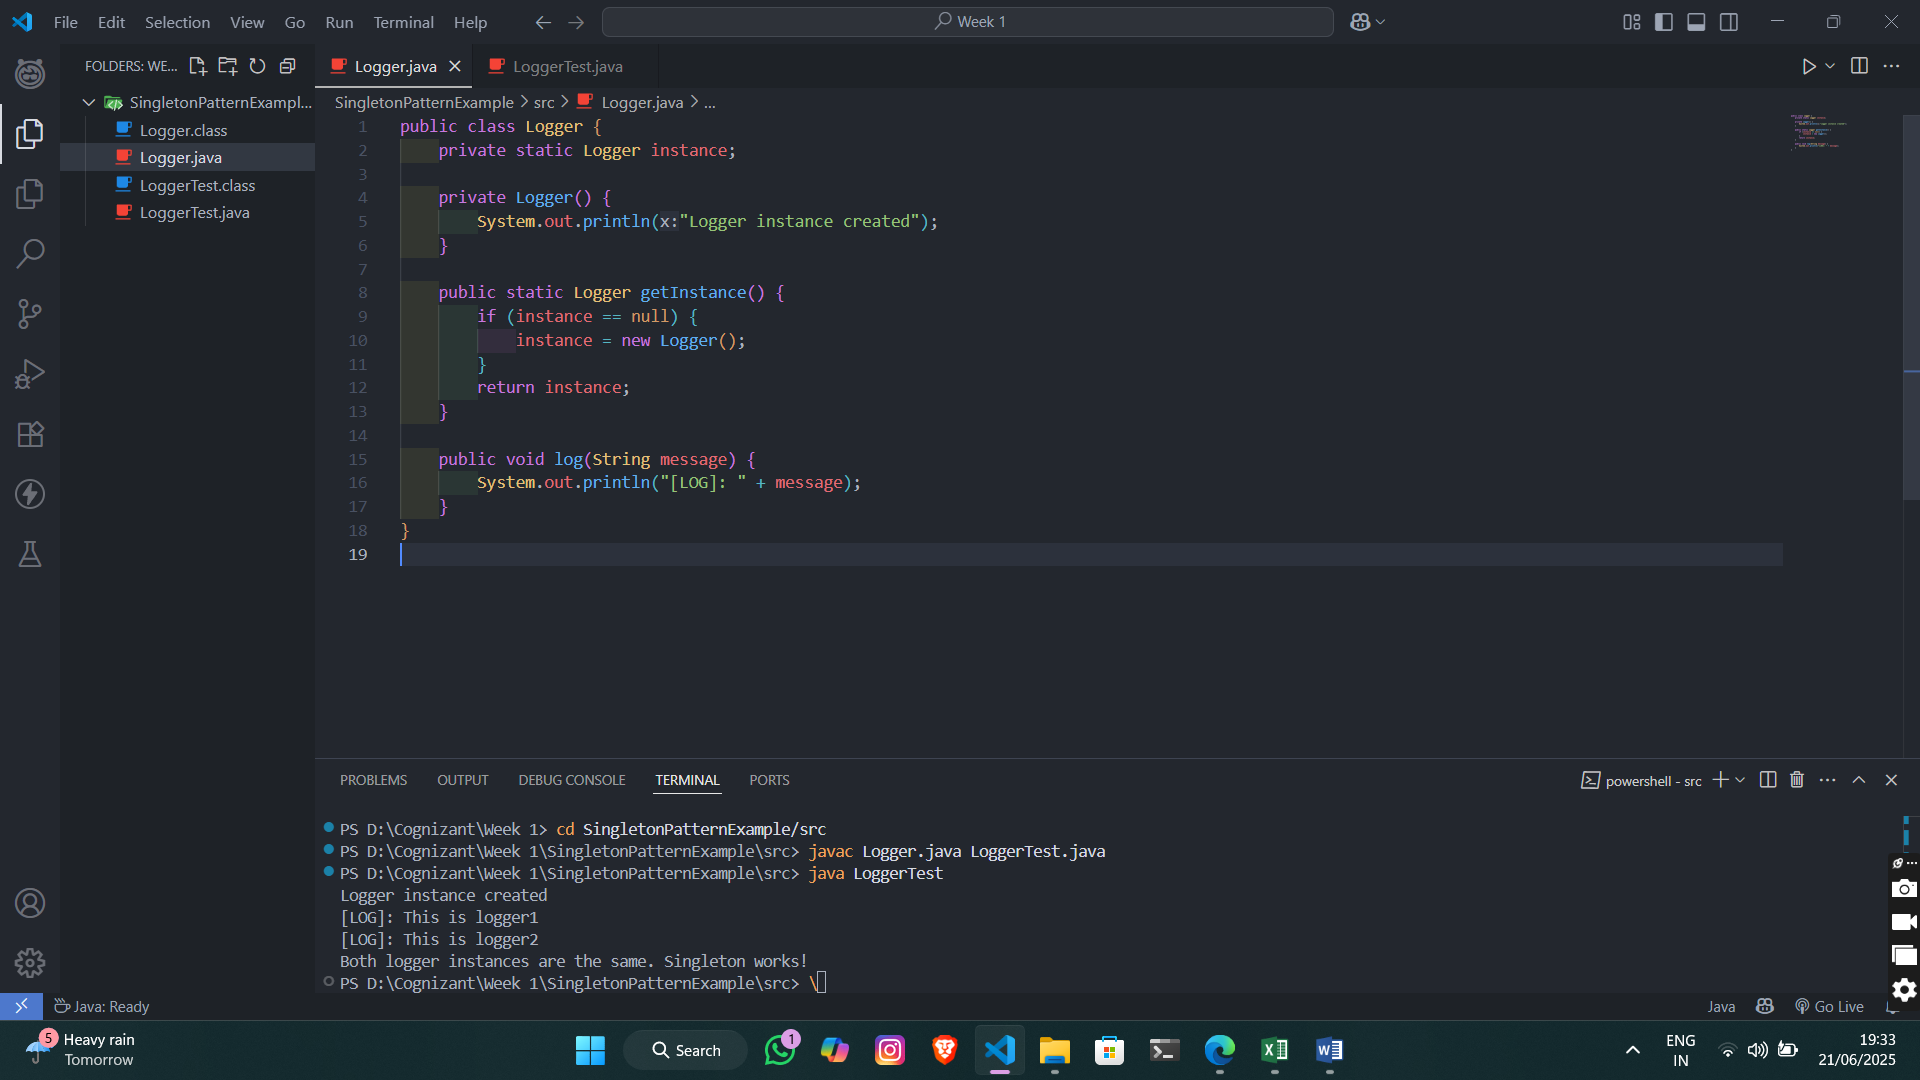 File Edit Selection View Go Run Terminal Help
Week 1
FOLDERS: WE...
Logger.java
LoggerTest.java
SingletonPatternExampl...
Logger.class
Logger.java
LoggerTest.class
LoggerTest.java
SingletonPatternExample > src > Logger.java > ...
1 public class Logger {
2 private static Logger instance;
3
4 private Logger() {
5 System.out.println(x:"Logger instance created");
6 }
7
8 public static Logger getInstance() {
9 if (instance == null) {
10 instance = new Logger();
11 }
12 return instance;
13 }
14
15 public void log(String message) {
16 System.out.println("[LOG]: " + message);
17 }
18 }
19
PROBLEMS OUTPUT DEBUG CONSOLE TERMINAL PORTS
powershell - src
PS D:\Cognizant\Week 1> cd SingletonPatternExample/src
PS D:\Cognizant\Week 1\SingletonPatternExample\src> javac Logger.java LoggerTest.java
PS D:\Cognizant\Week 1\SingletonPatternExample\src> java LoggerTest
Logger instance created
[LOG]: This is logger1
[LOG]: This is logger2
Both logger instances are the same. Singleton works!
PS D:\Cognizant\Week 1\SingletonPatternExample\src> \
Java: Ready
Java
Go Live
5
Heavy rain
Tomorrow
Search
1
ENG
IN
19:33
21/06/2025